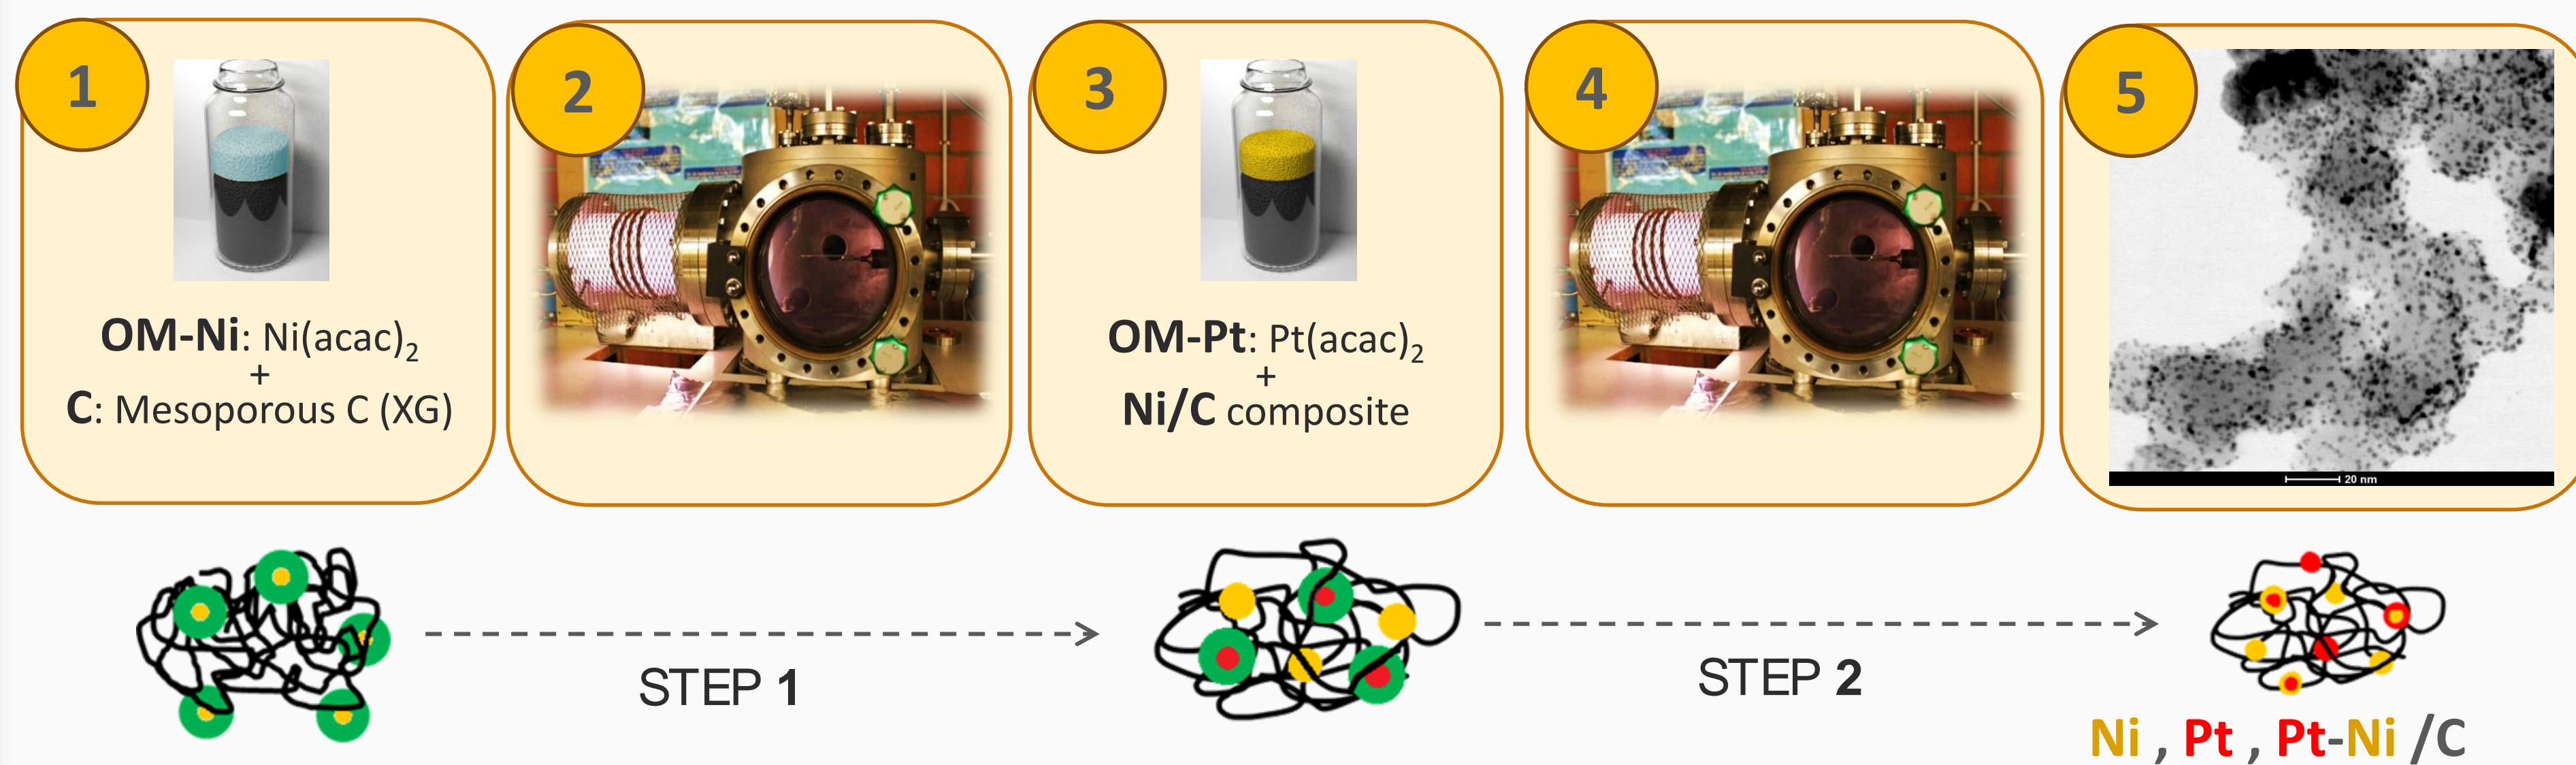 1
2
3
4
5
OM-Ni: Ni(acac)₂
+
C: Mesoporous C (XG)
OM-Pt: Pt(acac)₂
+
Ni/C composite
20 nm
STEP 1
STEP 2
Ni , Pt , Pt-Ni /C